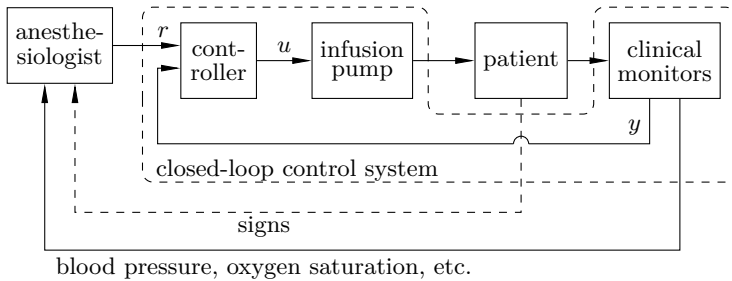 anesthe-
siologist
r
cont-
roller
u
infusion
pump
patient
clinical
monitors
y
closed-loop control system
signs
blood pressure, oxygen saturation, etc.